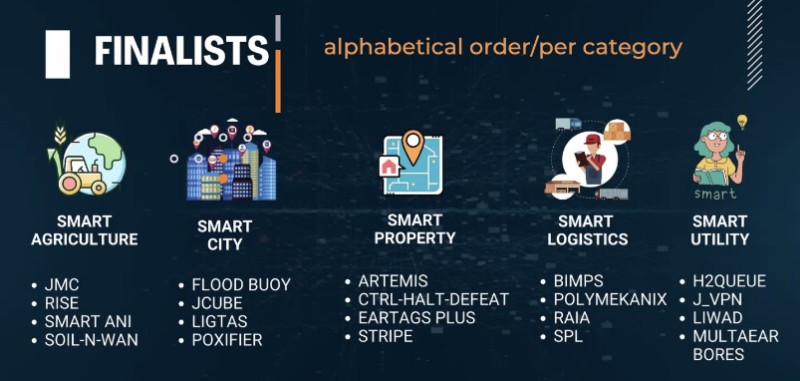 FINALISTS
alphabetical order/per category
SMART
AGRICULTURE
• JMC
• RISE
• SMART ANI
• SOIL-N-WAN
SMART
CITY
• FLOOD BUOY
• JCUBE
• LIGTAS
• POXIFIER
SMART
PROPERTY
• ARTEMIS
• CTRL-HALT-DEFEAT
• EARTAGS PLUS
• STRIPE
SMART
LOGISTICS
• BIMPS
• POLYMEKANIX
• RAIA
• SPL
smart
SMART
UTILITY
• H2QUEUE
• J_VPN
• LIWAD
• MULTAEAR
BORES